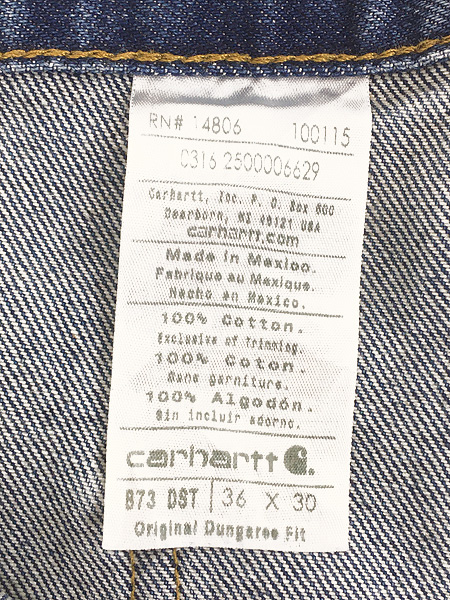 RN# 14806 100115
0316 2500006629
Carhartt, Inc. P. O. Box 600
Dearborn, MI 49121 USA
carhartt.com
Made in Mexico.
Fabrique au Mexique.
Hecho en Mexico.
100% Cotton.
Exclusive of Trimming.
100% Coton.
Sans garniture.
100% Algodón.
Sin incluir adorno.
carhartt
B73 DST 36 X 30
Original Dungaree Fit